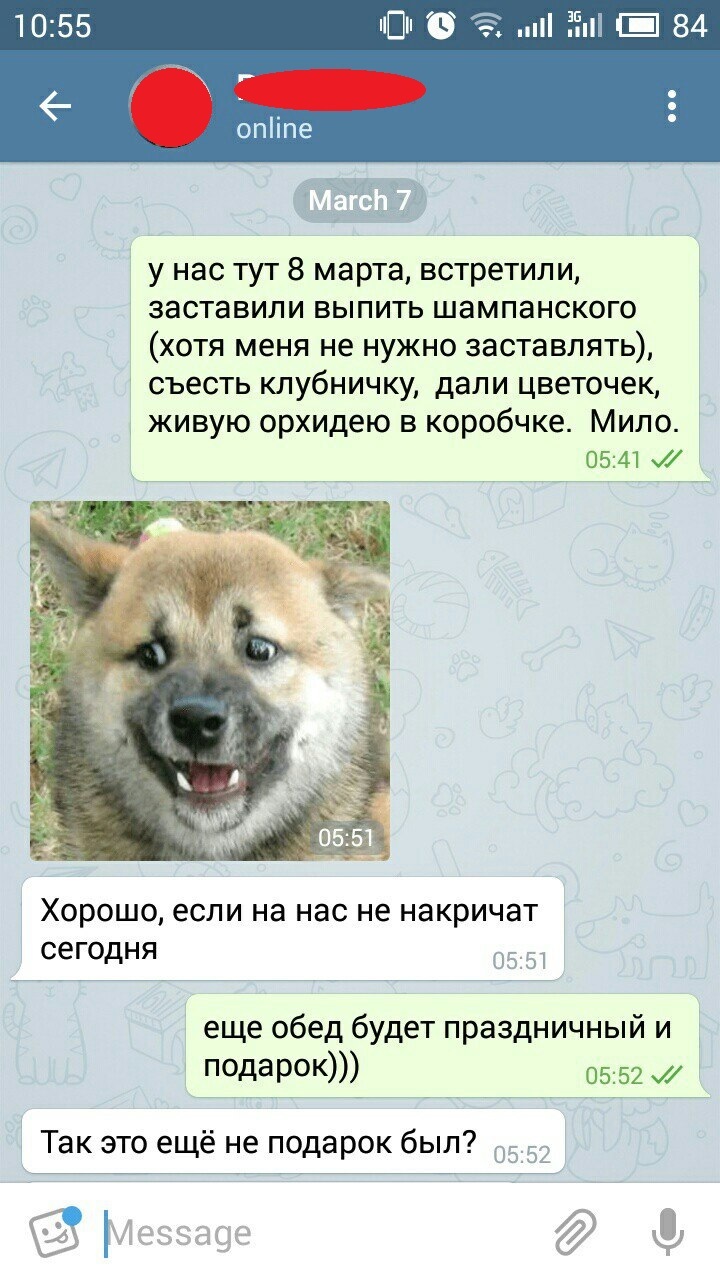 10:55
3G
84
online
March 7
у нас тут 8 марта, встретили,
заставили выпить шампанского
(хотя меня не нужно заставлять),
съесть клубничку, дали цветочек,
живую орхидею в коробчке. Мило.
05:41
05:51
Хорошо, если на нас не накричат
сегодня
05:51
еще обед будет праздничный и
подарок)))
05:52
Так это ещё не подарок был?
05:52
Message